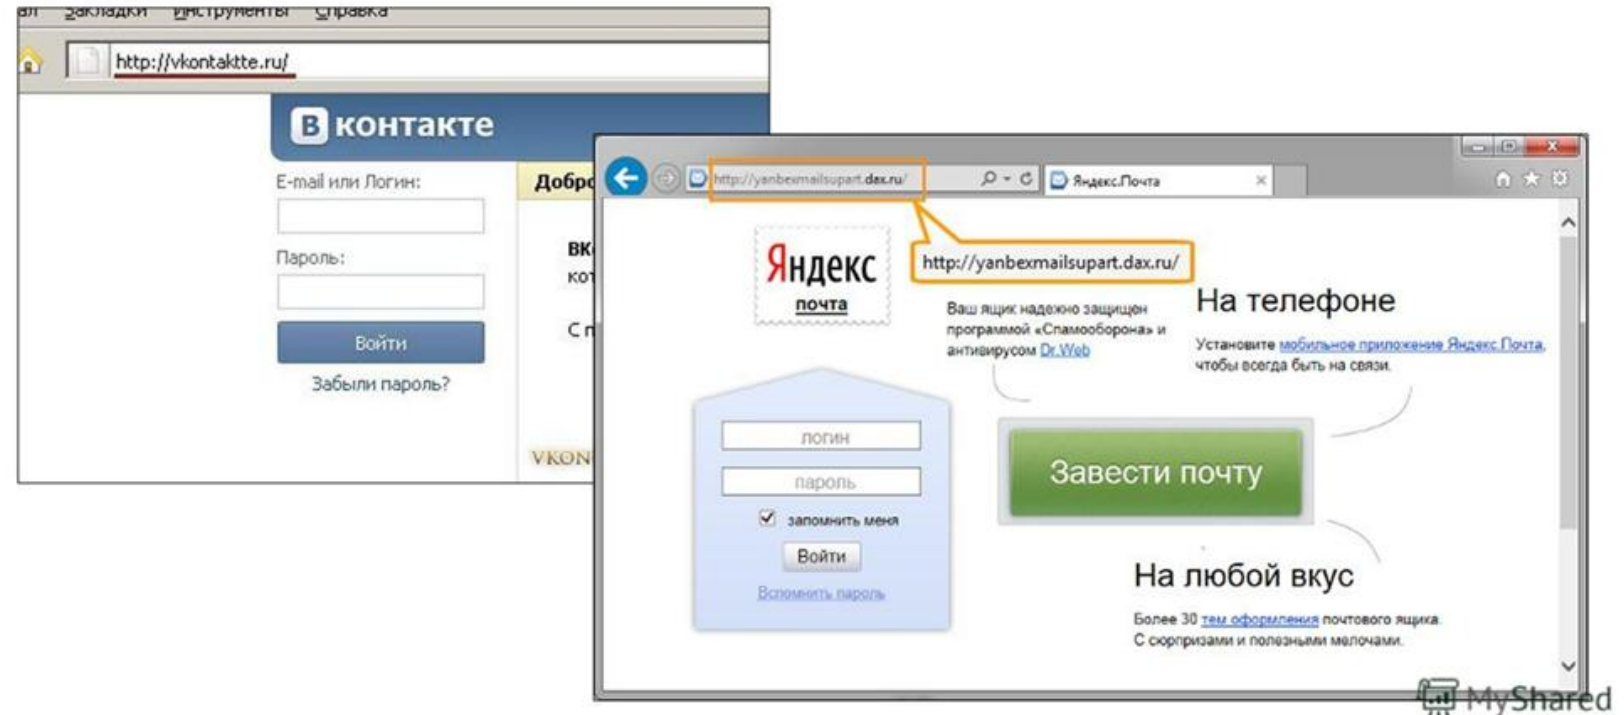 Закладки Инструменты Справка
http://vkontaktte.ru/
В контакте
E-mail или Логин:
Пароль:
Войти
Забыли пароль?
http://yanbexmailsupart.dax.ru/
Яндекс.Почта
Яндекс
почта
http://yanbexmailsupart.dax.ru/
Ваш ящик надежно защищен
программой «Спамооборона» и
антивирусом Dr.Web
На телефоне
Установите мобильное приложение Яндекс.Почта,
чтобы всегда быть на связи.
логин
пароль
запомнить меня
Войти
Вспомнить пароль
Завести почту
На любой вкус
Более 30 тем оформления почтового ящика.
С сюрпризами и полезными мелочами.
MyShared